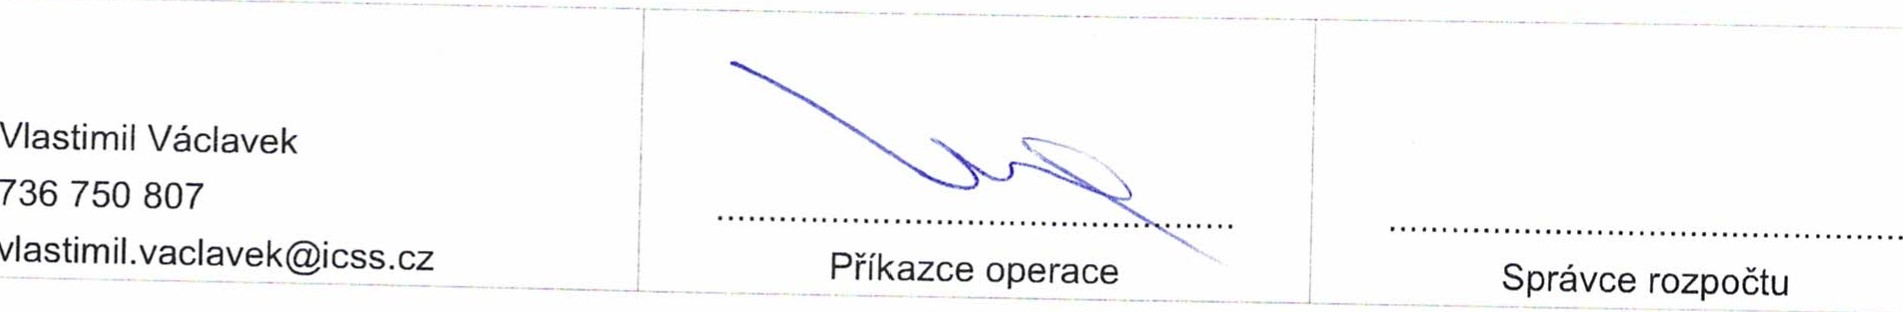 Vlastimil Václavek
736 750 807
vlastimil.vaclavek@icss.cz
Příkazce operace
Správce rozpočtu